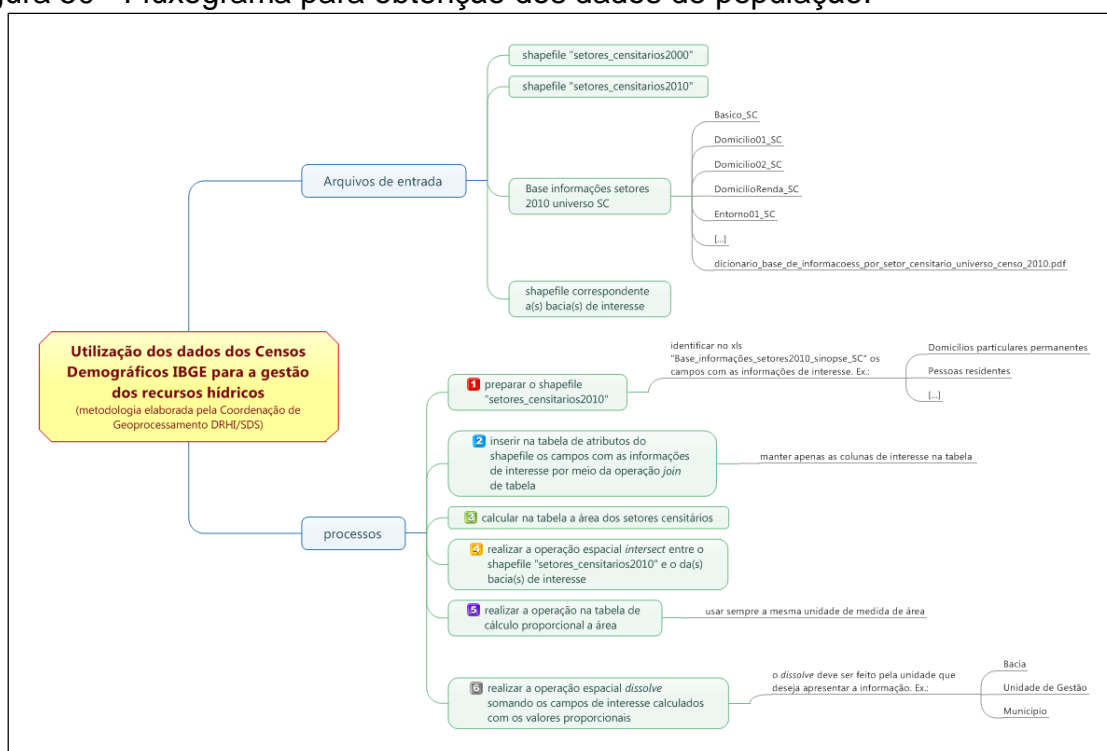 Figura 50 - Fluxograma para obtenção dos dados de população.
shapefile "setores_censitarios2000"
shapefile "setores_censitarios2010"
Arquivos de entrada
Base informações setores
2010 universo SC
Basico_SC
Domicilio01_SC
Domicilio02_SC
DomicilioRenda_SC
Entorno01_SC
[...]
dicionario_base_de_informacoess_por_setor_censitario_universo_censo_2010.pdf
shapefile correspondente
a(s) bacia(s) de interesse
Utilização dos dados dos Censos
Demográficos IBGE para a gestão
dos recursos hídricos
(metodologia elaborada pela Coordenação de
Geoprocessamento DRHI/SDS)
processos
1 preparar o shapefile
"setores_censitarios2010"
identificar no xls
"Base_informações_setores2010_sinopse_SC" os
campos com as informações de interesse. Ex.:
Domicílios particulares permanentes
Pessoas residentes
[...]
2 inserir na tabela de atributos do
shapefile os campos com as informações
de interesse por meio da operação join
de tabela
manter apenas as colunas de interesse na tabela
3 calcular na tabela a área dos setores censitários
4 realizar a operação espacial intersect entre o
shapefile "setores_censitarios2010" e o da(s)
bacia(s) de interesse
5 realizar a operação na tabela de
cálculo proporcional a área
usar sempre a mesma unidade de medida de área
6 realizar a operação espacial dissolve
somando os campos de interesse calculados
com os valores proporcionais
o dissolve deve ser feito pela unidade que
deseja apresentar a informação. Ex.:
Bacia
Unidade de Gestão
Município